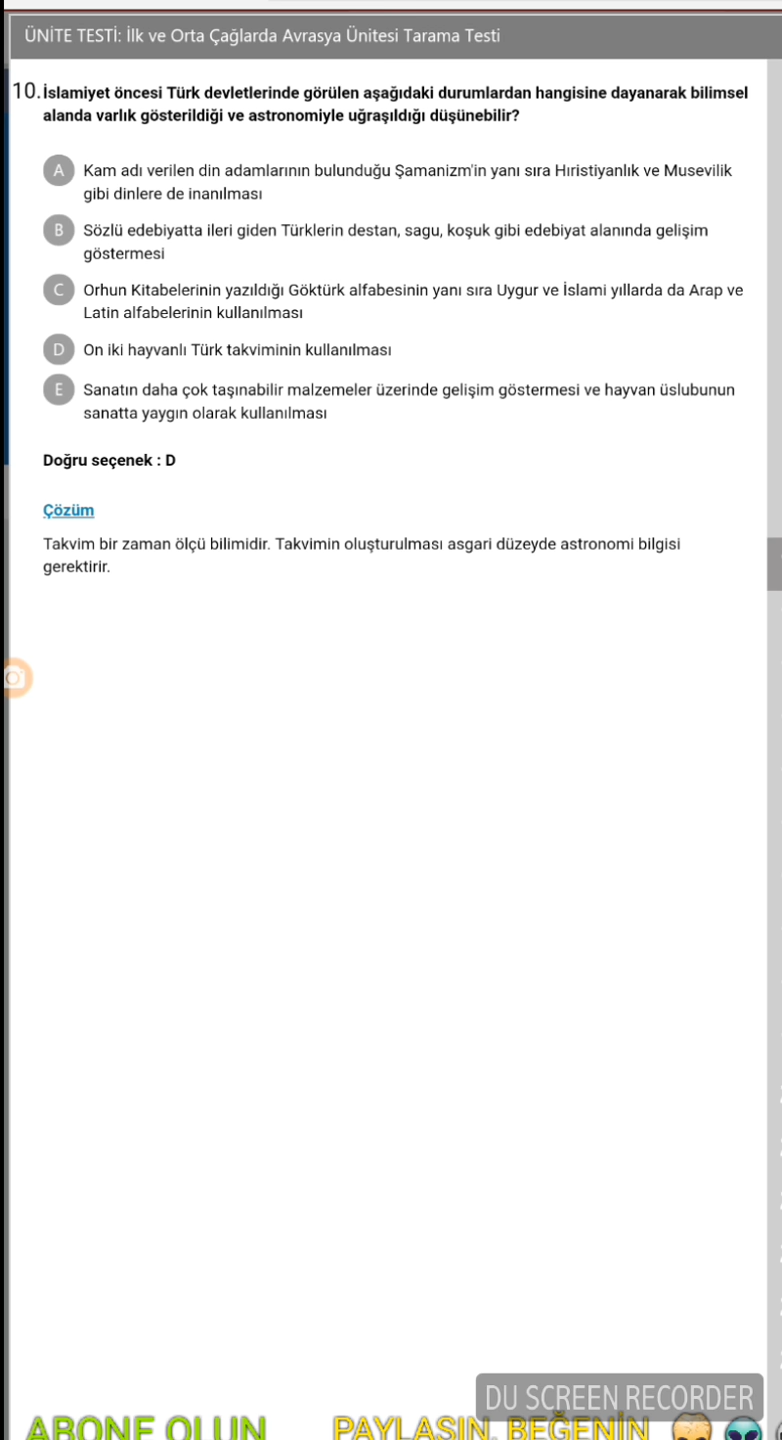 ÜNİTE TESTİ: İlk ve Orta Çağlarda Avrasya Ünitesi Tarama Testi
10. İslamiyet öncesi Türk devletlerinde görülen aşağıdaki durumlardan hangisine dayanarak bilimsel
alanda varlık gösterildiği ve astronomiyle uğraşıldığı düşünebilir?
A Kam adı verilen din adamlarının bulunduğu Şamanizm'in yanı sıra Hıristiyanlık ve Musevilik
gibi dinlere de inanılması
B Sözlü edebiyatta ileri giden Türklerin destan, sagu, koşuk gibi edebiyat alanında gelişim
göstermesi
C Orhun Kitabelerinin yazıldığı Göktürk alfabesinin yanı sıra Uygur ve İslami yıllarda da Arap ve
Latin alfabelerinin kullanılması
D On iki hayvanlı Türk takviminin kullanılması
E Sanatın daha çok taşınabilir malzemeler üzerinde gelişim göstermesi ve hayvan üslubunun
sanatta yaygın olarak kullanılması
Doğru seçenek : D
Çözüm
Takvim bir zaman ölçü bilimidir. Takvimin oluşturulması asgari düzeyde astronomi bilgisi
gerektirir.
DU SCREEN RECORDER
ABONE OLUN PAYLAŞIN, BEĞENİN